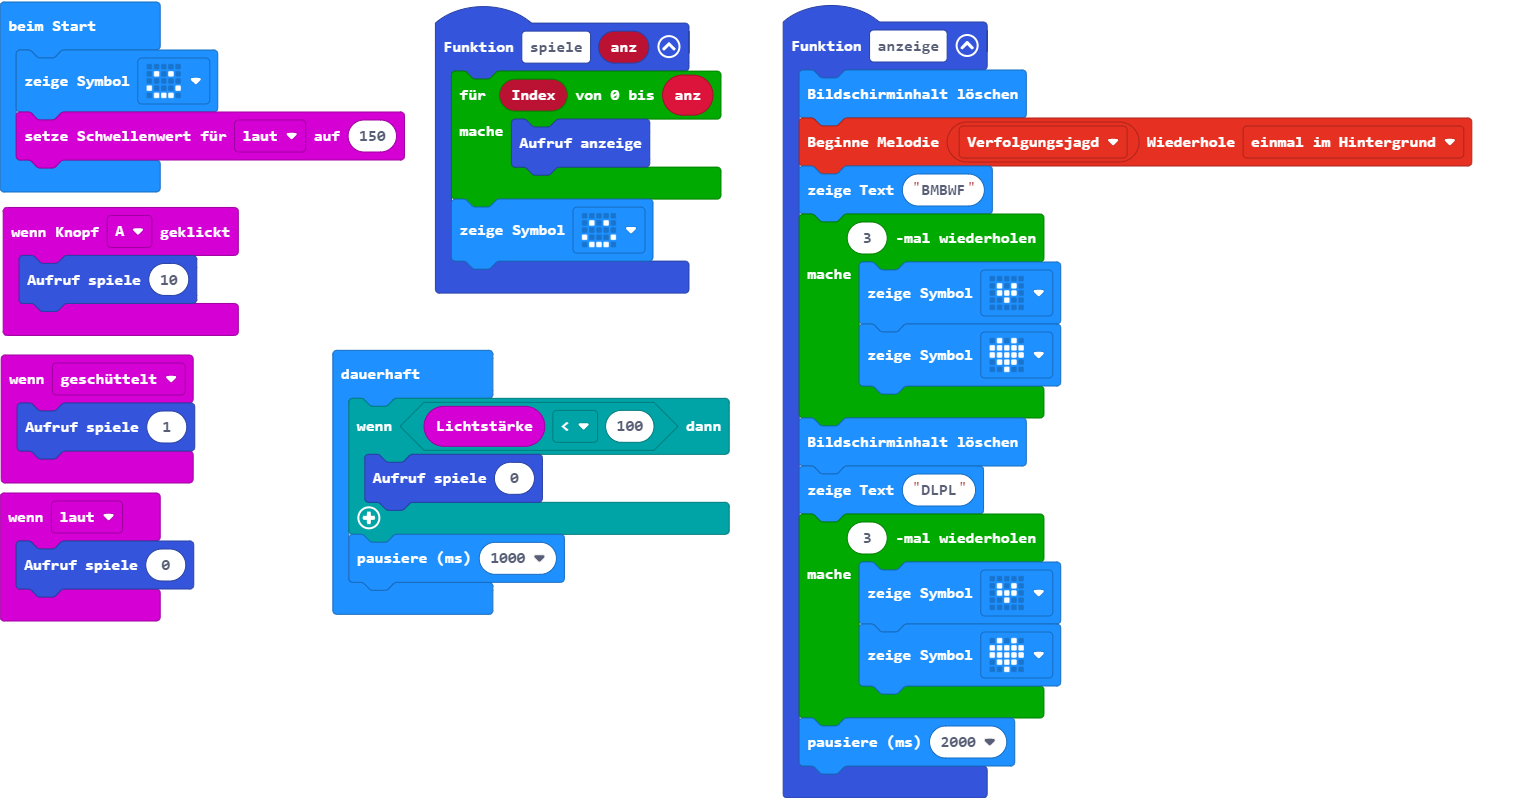 beim Start
zeige Symbol
setze Schwellenwert für laut auf 150
wenn Knopf A geklickt
Aufruf spiele 10
wenn geschüttelt
Aufruf spiele 1
wenn laut
Aufruf spiele 0
Funktion spiele anz
für Index von 0 bis anz
mache Aufruf anzeige
zeige Symbol
dauerhaft
wenn Lichtstärke < 100 dann
Aufruf spiele 0
pausiere (ms) 1000
Funktion anzeige
Bildschirminhalt löschen
Beginne Melodie Verfolgungsjagd Wiederhole einmal im Hintergrund
zeige Text "BMBWF"
3 -mal wiederholen
mache
zeige Symbol
zeige Symbol
Bildschirminhalt löschen
zeige Text "DLPL"
3 -mal wiederholen
mache
zeige Symbol
zeige Symbol
pausiere (ms) 2000